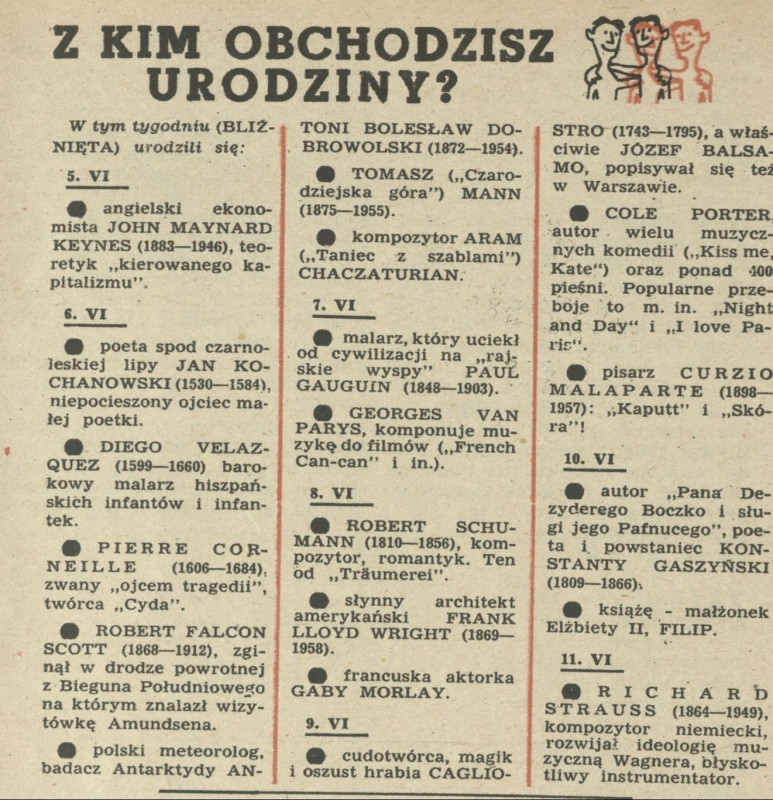 Z KIM OBCHODZISZ
URODZINY?
W tym tygodniu (BLIŹ-
NIĘTA) urodzili się:
5. VI
● angielski ekono-
mista JOHN MAYNARD
KEYNES (1883—1946), teo-
retyk „kierowanego ka-
pitalizmu".
6. VI
● poeta spod czarno-
leskiej lipy JAN KO-
CHANOWSKI (1530—1584),
niepocieszony ojciec ma-
łej poetki.
● DIEGO VELAZ-
QUEZ (1599—1660) baro-
kowy malarz hiszpań-
skich infantów i infan-
tek.
● PIERRE COR-
NEILLE (1606—1684),
zwany „ojcem tragedii",
twórca „Cyda".
● ROBERT FALCON
SCOTT (1868—1912), zgi-
nął w drodze powrotnej
z Bieguna Południowego
na którym znalazł wizy-
tówkę Amundsena.
● polski meteorolog,
badacz Antarktydy AN-
TONI BOLESŁAW DO-
BROWOLSKI (1872—1954).
● TOMASZ („Czaro-
dziejska góra") MANN
(1875—1955).
● kompozytor ARAM
(„Taniec z szablami")
CHACZATURIAN.
7. VI
● malarz, który uciekł
od cywilizacji na „raj-
skie wyspy" PAUL
GAUGUIN (1848—1903).
● GEORGES VAN
PARYS, komponuje mu-
zykę do filmów („French
Can-can" i in.).
8. VI
● ROBERT SCHU-
MANN (1810—1856), kom-
pozytor, romantyk. Ten
od „Träumerei".
● słynny architekt
amerykański FRANK
LLOYD WRIGHT (1869—
1958).
● francuska aktorka
GABY MORLAY.
9. VI
● cudotwórca, magik
i oszust hrabia CAGLIO-
STRO (1743—1795), a właś-
ciwie JÓZEF BALSA-
MO, popisywał się też
w Warszawie.
● COLE PORTER,
autor wielu muzycz-
nych komedii („Kiss me,
Kate") oraz ponad 400
pieśni. Popularne prze-
boje to m. in. „Night
and Day" i „I love Pa-
ris".
● pisarz CURZIO
MALAPARTE (1898—
1957): „Kaputt" i „Skó-
ra"!
10. VI
● autor „Pana De-
zyderego Boczko i słu-
gi jego Pafnucego", poe-
ta i powstaniec KON-
STANTY GASZYŃSKI
(1809—1866).
● książę - małżonek
Elżbiety II, FILIP.
11. VI
● RICHARD
STRAUSS (1864—1949),
kompozytor niemiecki,
rozwijał ideologię mu-
zyczną Wagnera, błysko-
tliwy instrumentator.